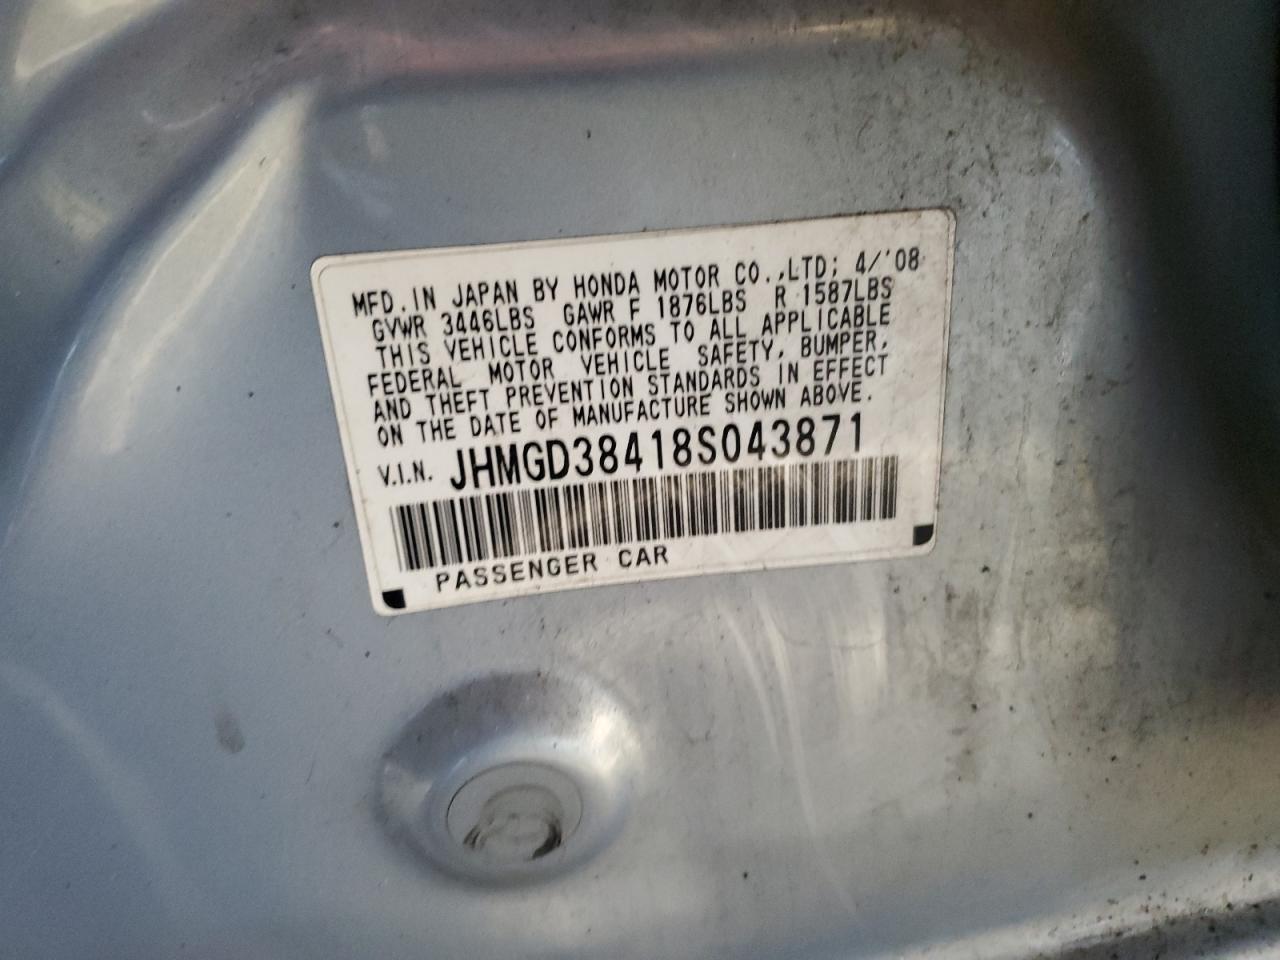 MFD. IN JAPAN BY HONDA MOTOR CO.,LTD; 4/'08
GVWR 3446LBS GAWR F 1876LBS R 1587LBS
THIS VEHICLE CONFORMS TO ALL APPLICABLE
FEDERAL MOTOR VEHICLE SAFETY, BUMPER,
AND THEFT PREVENTION STANDARDS IN EFFECT
ON THE DATE OF MANUFACTURE SHOWN ABOVE.
V.I.N. JHMGD38418S043871
PASSENGER CAR